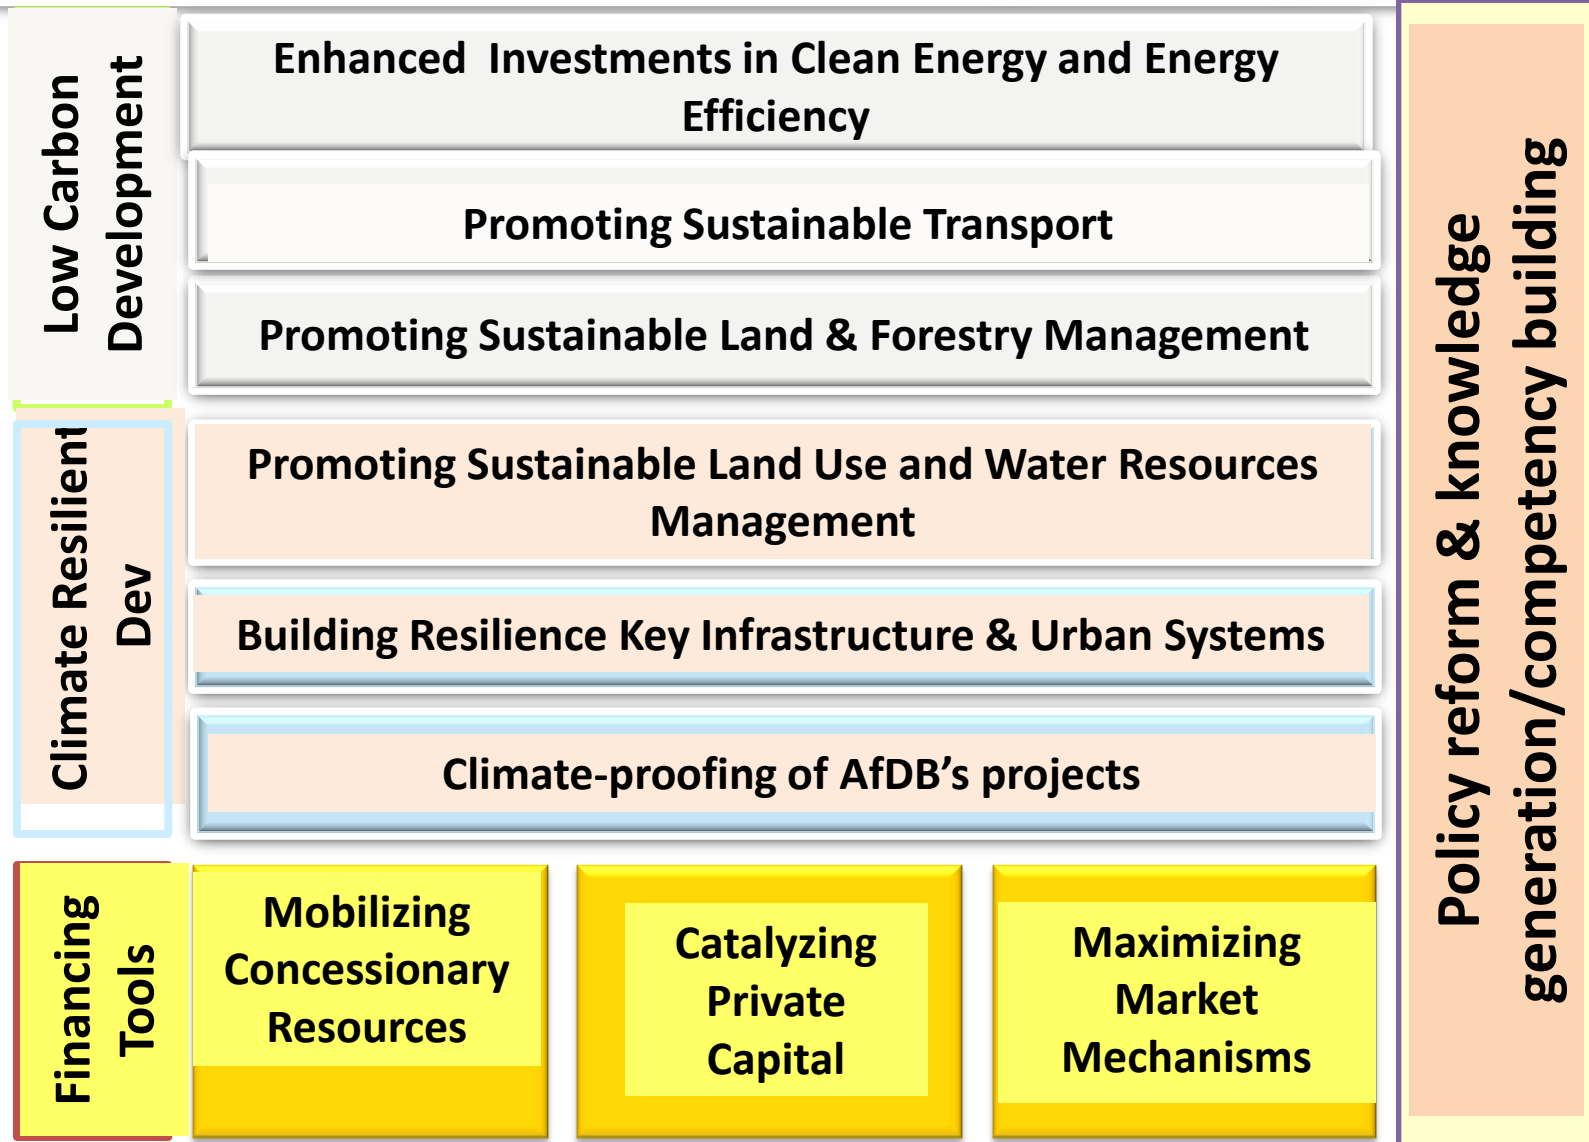 Low Carbon
Development
Enhanced Investments in Clean Energy and Energy
Efficiency
Promoting Sustainable Transport
Promoting Sustainable Land & Forestry Management
Climate Resilient
Dev
Promoting Sustainable Land Use and Water Resources
Management
Building Resilience Key Infrastructure & Urban Systems
Climate-proofing of AfDB’s projects
Financing
Tools
Mobilizing
Concessionary
Resources
Catalyzing
Private
Capital
Maximizing
Market
Mechanisms
Policy reform & knowledge
generation/competency building